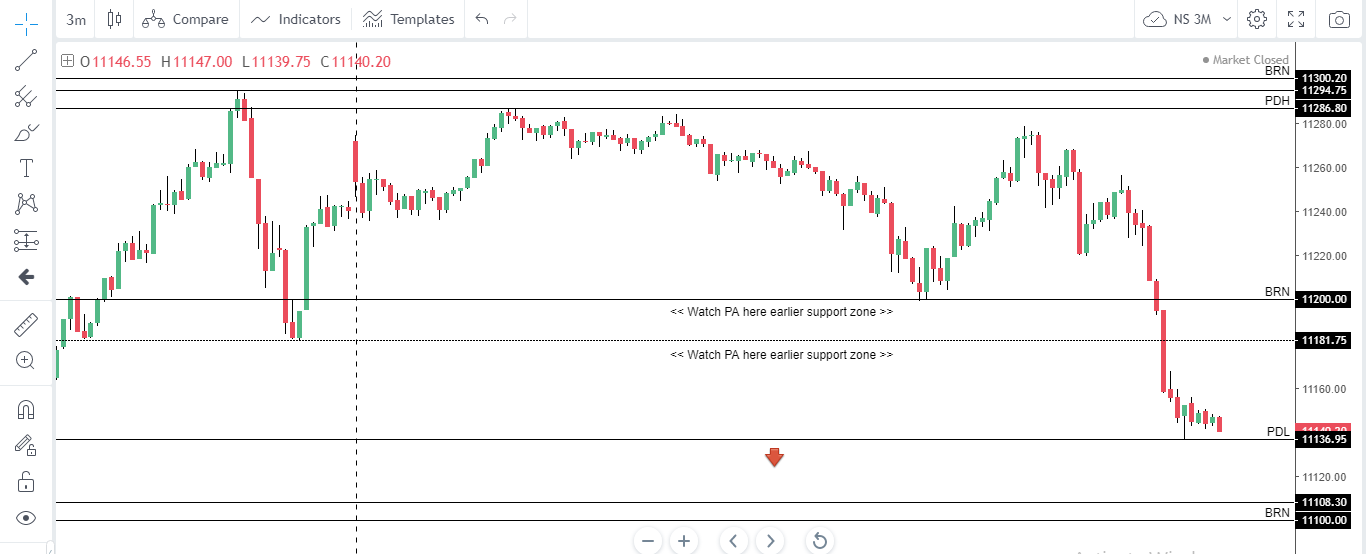 3m
Compare
Indicators
Templates
NS 3M
O 11146.55 H 11147.00 L 11139.75 C 11140.20
Market Closed
BRN
11300.20
11294.75
PDH
11286.80
11280.00
11260.00
11240.00
11220.00
BRN
11200.00
<< Watch PA here earlier support zone >>
11181.75
<< Watch PA here earlier support zone >>
11160.00
11140.20
PDL
11136.95
11120.00
11108.30
BRN
11100.00